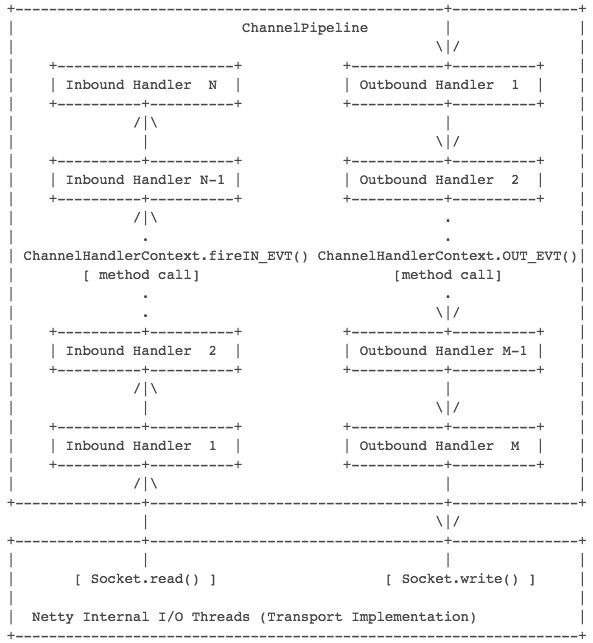 ChannelPipeline
Inbound Handler N    Outbound Handler 1
Inbound Handler N-1    Outbound Handler 2
ChannelHandlerContext.fireIN_EVT() ChannelHandlerContext.OUT_EVT()
[ method call]    [method call]
Inbound Handler 2    Outbound Handler M-1
Inbound Handler 1    Outbound Handler M
[ Socket.read() ]    [ Socket.write() ]
Netty Internal I/O Threads (Transport Implementation)